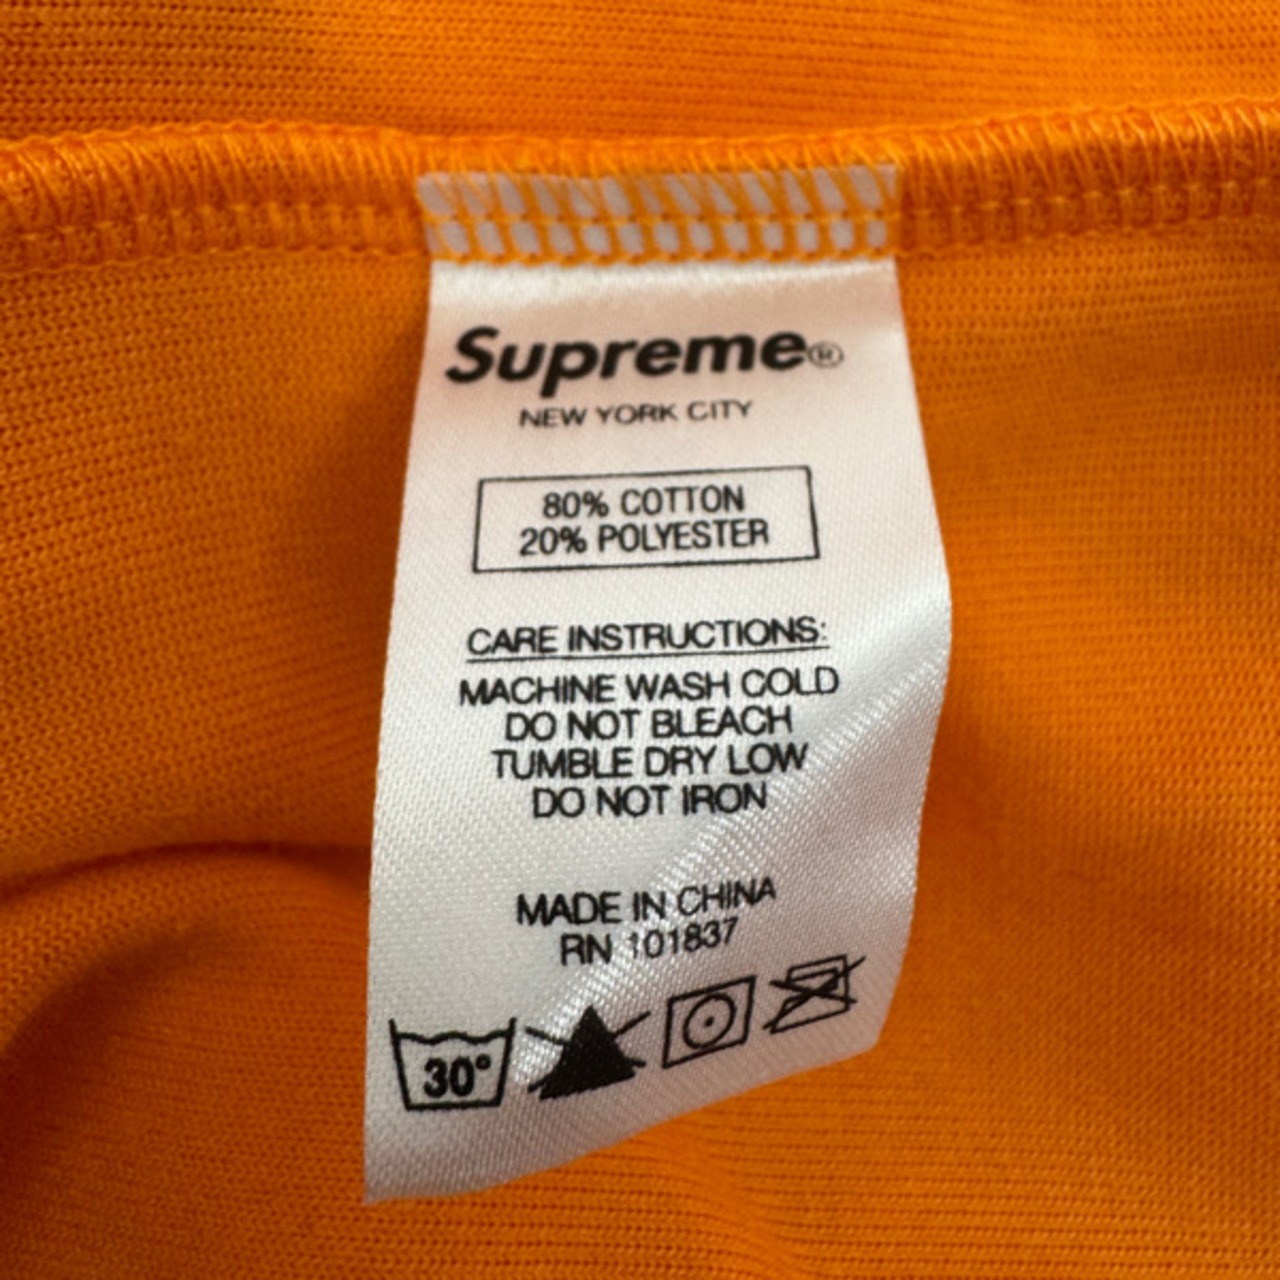 Supreme®
NEW YORK CITY
80% COTTON
20% POLYESTER
CARE INSTRUCTIONS:
MACHINE WASH COLD
DO NOT BLEACH
TUMBLE DRY LOW
DO NOT IRON
MADE IN CHINA
RN 101837
30°